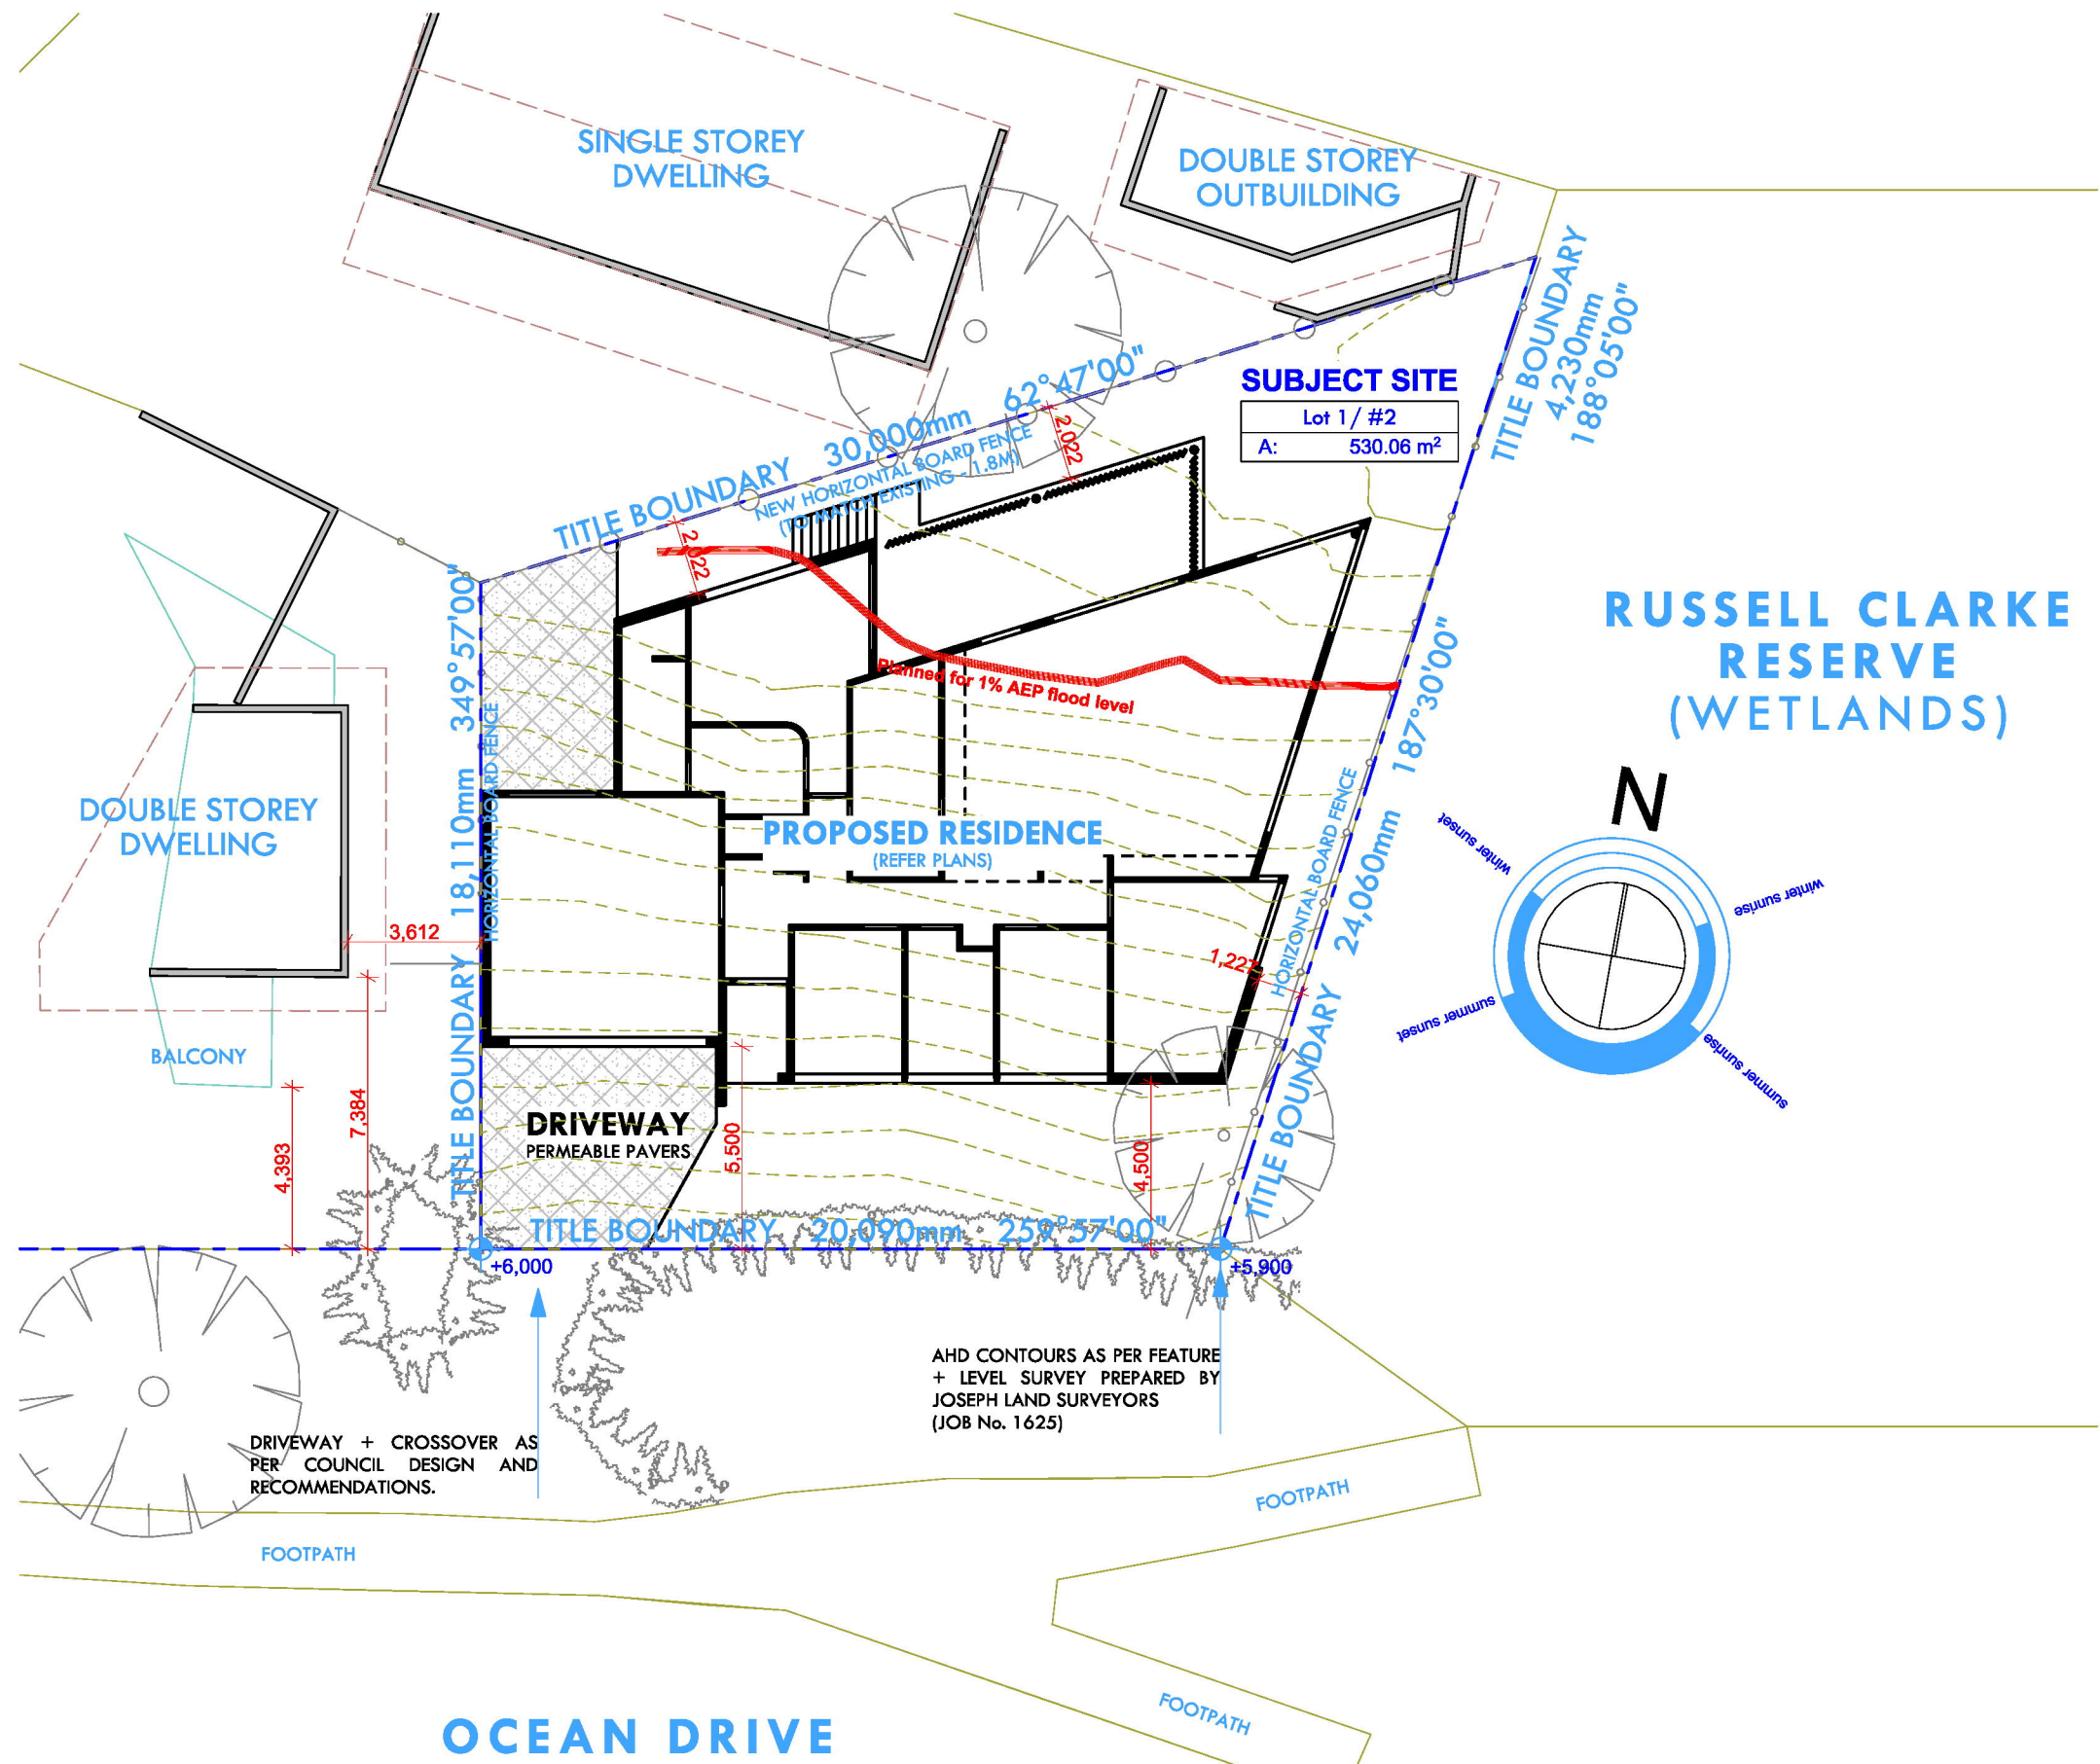 SINGLE STOREY
DWELLING
DOUBLE STOREY
OUTBUILDING
TITLE BOUNDARY
4,230mm
188°05'00"
SUBJECT SITE
Lot 1 / #2
A: 530.06 m²
TITLE BOUNDARY 30,000mm 62°47'00"
NEW HORIZONTAL BOARD FENCE
(TO MATCH EXISTING - 1.8M)
2,022
2,022
RUSSELL CLARKE
RESERVE
(WETLANDS)
Planned for 1% AEP flood level
TITLE BOUNDARY 18,110mm 349°57'00"
HORIZONTAL BOARD FENCE
DOUBLE STOREY
DWELLING
PROPOSED RESIDENCE
(REFER PLANS)
TITLE BOUNDARY 24,060mm 187°30'00"
HORIZONTAL BOARD FENCE
N
winter sunset
winter sunrise
summer sunset
summer sunrise
3,612
1,227
BALCONY
4,393
7,384
DRIVEWAY
PERMEABLE PAVERS
5,500
4,500
TITLE BOUNDARY 20,090mm 259°57'00"
+6,000
+5,900
AHD CONTOURS AS PER FEATURE
+ LEVEL SURVEY PREPARED BY
JOSEPH LAND SURVEYORS
(JOB No. 1625)
DRIVEWAY + CROSSOVER AS
PER COUNCIL DESIGN AND
RECOMMENDATIONS.
FOOTPATH
FOOTPATH
FOOTPATH
OCEAN DRIVE